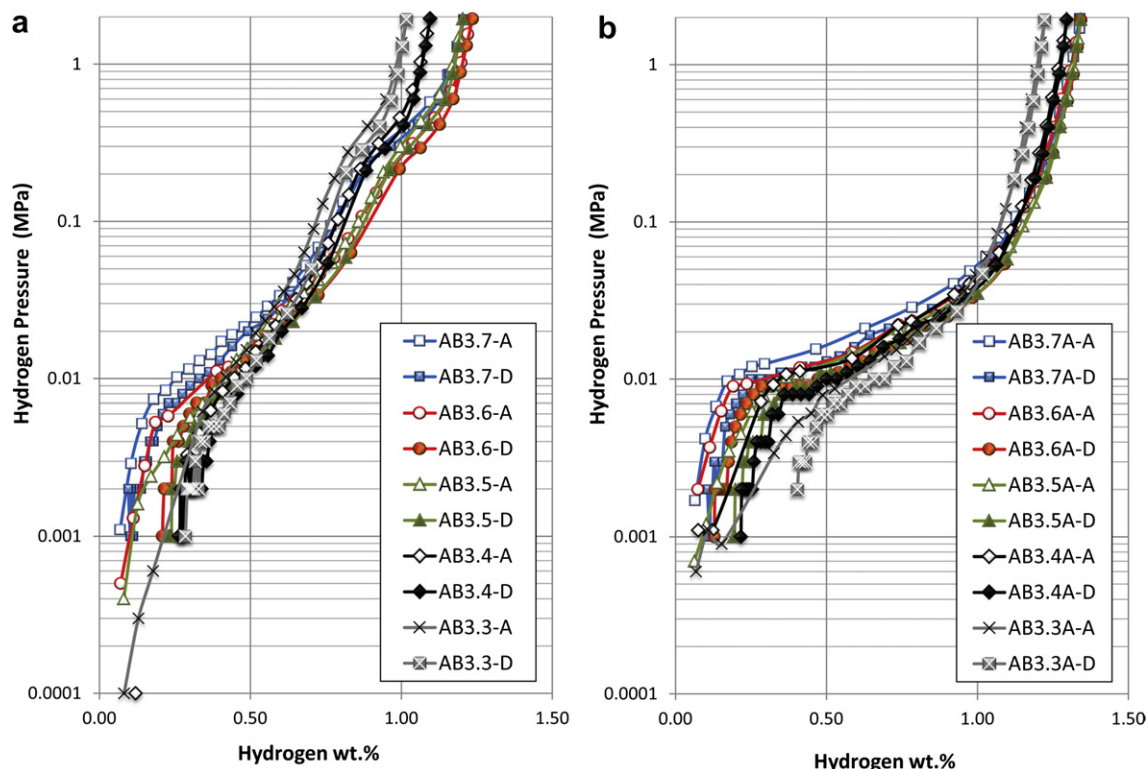 a
Hydrogen Pressure (MPa)
1
0.1
0.01
0.001
0.0001
0.00
0.50
1.00
1.50
Hydrogen wt.%
AB3.7-A
AB3.7-D
AB3.6-A
AB3.6-D
AB3.5-A
AB3.5-D
AB3.4-A
AB3.4-D
AB3.3-A
AB3.3-D
b
Hydrogen Pressure (MPa)
1
0.1
0.01
0.001
0.0001
0.00
0.50
1.00
1.50
Hydrogen wt.%
AB3.7A-A
AB3.7A-D
AB3.6A-A
AB3.6A-D
AB3.5A-A
AB3.5A-D
AB3.4A-A
AB3.4A-D
AB3.3A-A
AB3.3A-D